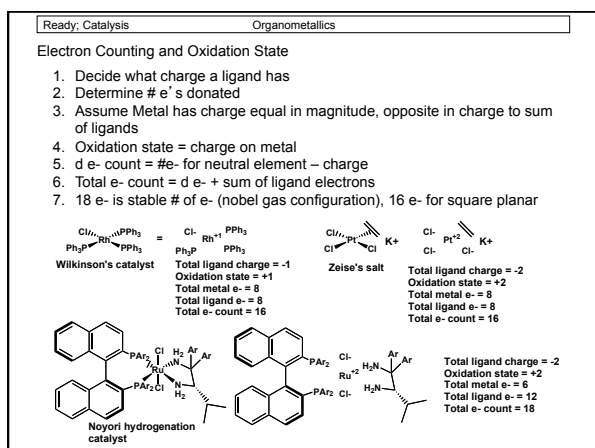 Ready; Catalysis Organometallics
Electron Counting and Oxidation State
1. Decide what charge a ligand has
2. Determine # e's donated
3. Assume Metal has charge equal in magnitude, opposite in charge to sum
of ligands
4. Oxidation state = charge on metal
5. d e- count = #e- for neutral element – charge
6. Total e- count = d e- + sum of ligand electrons
7. 18 e- is stable # of e- (nobel gas configuration), 16 e- for square planar
Cl PPh3
Rh
Ph3P PPh3
Wilkinson's catalyst
=
Cl- Rh+1 PPh3
Ph3P PPh3
Total ligand charge = -1
Oxidation state = +1
Total metal e- = 8
Total ligand e- = 8
Total e- count = 16
Cl Pt K+
Cl Cl
Zeise's salt
Cl- Pt+2 K+
Cl- Cl-
Total ligand charge = -2
Oxidation state = +2
Total metal e- = 8
Total ligand e- = 8
Total e- count = 16
Cl H2 Ar Ar
PAr2 N
Ru
PAr2 N
Cl H2
Noyori hydrogenation
catalyst
PAr2
PAr2
Cl-
Ru+2
Cl-
Ar Ar
H2N
H2N
Total ligand charge = -2
Oxidation state = +2
Total metal e- = 6
Total ligand e- = 12
Total e- count = 18